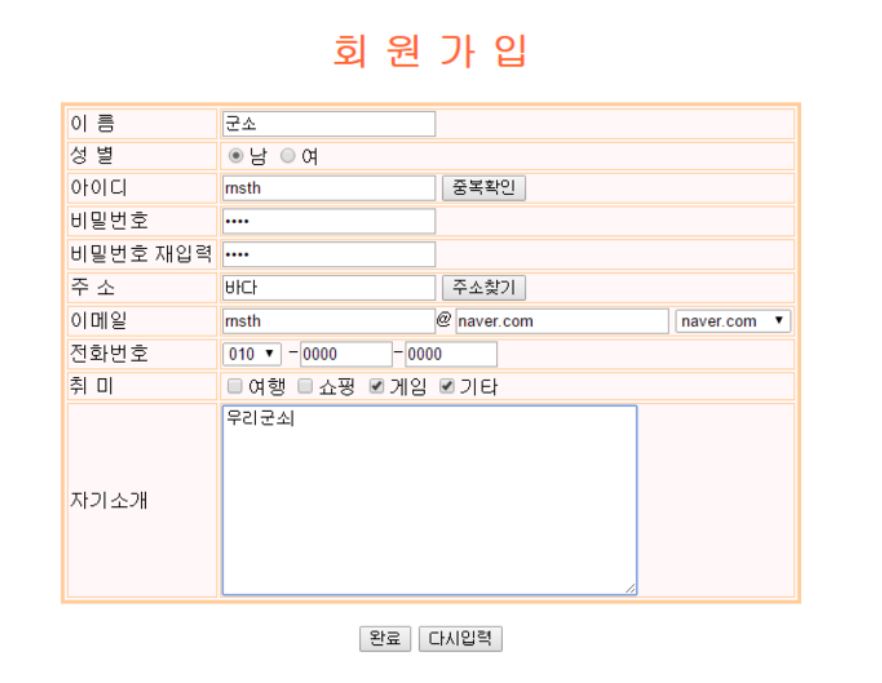 회 원 가 입
이 름 군소
성 별 남 여
아이디 rnsth 중복확인
비밀번호 ••••
비밀번호 재입력 ••••
주 소 바다 주소찾기
이메일 rnsth @ naver.com naver.com
전화번호 010 - 0000 - 0000
취 미 여행 쇼핑 게임 기타
자기소개 우리군소
완료 다시입력